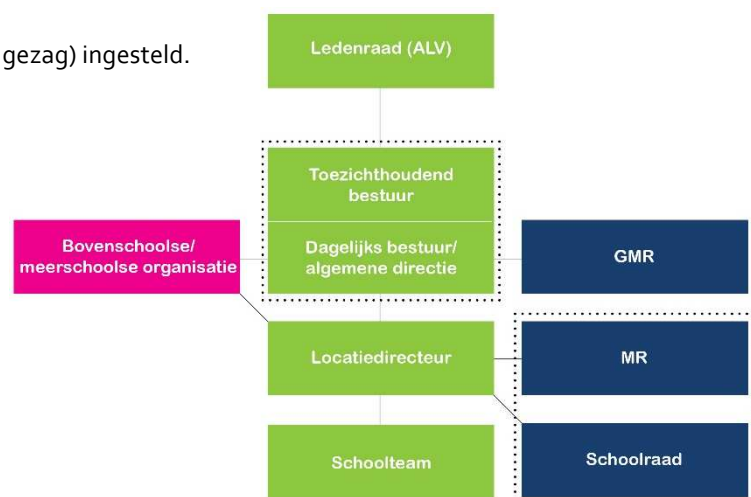 gezag) ingesteld.
Ledenraad (ALV)
Toezichthoudend
bestuur
Bovenschoolse/
meerschoolse organisatie
Dagelijks bestuur/
algemene directie
GMR
Locatiedirecteur
MR
Schoolteam
Schoolraad